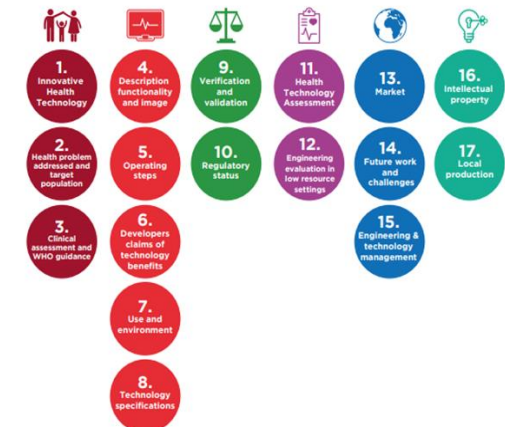 1.
Innovative
Health
Technology
2.
Health problem
addressed and
target
population
3.
Clinical
assessment and
WHO guidance
4.
Description
functionality
and image
5.
Operating
steps
6.
Developers
claims of
technology
benefits
7.
Use and
environment
8.
Technology
specifications
9.
Verification
and
validation
10.
Regulatory
status
11.
Health
Technology
Assessment
12.
Engineering
evaluation in
low resource
settings
13.
Market
14.
Future work
and
challenges
15.
Engineering &
technology
management
16.
Intellectual
property
17.
Local
production